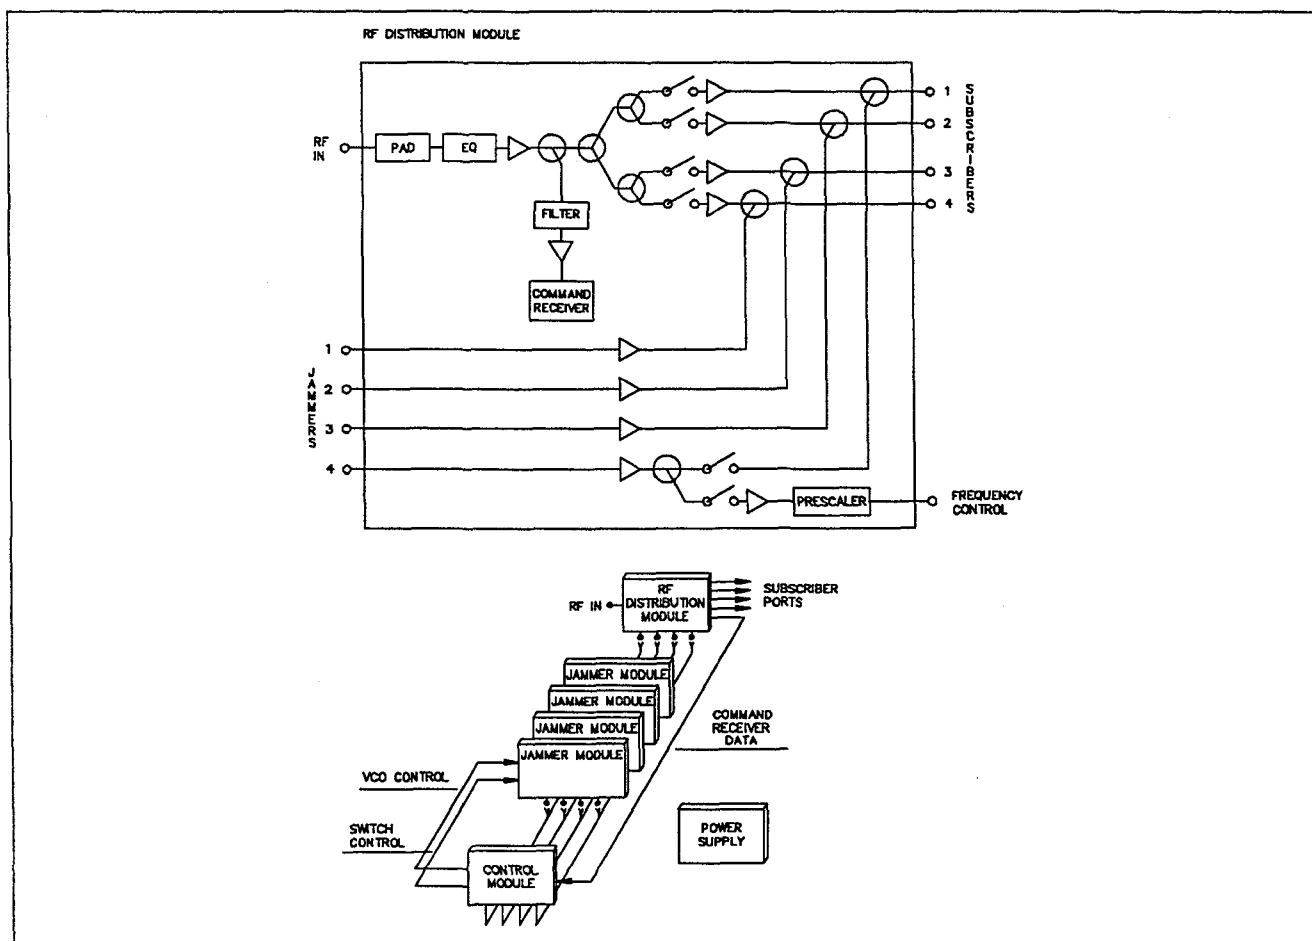 RF DISTRIBUTION MODULE
1
2
3
4
SUBSCRIBERS
RF
IN
PAD
EQ
FILTER
COMMAND
RECEIVER
1
2
3
4
JAMMERS
PRESCALER
FREQUENCY
CONTROL
RF IN
RF
DISTRIBUTION
MODULE
SUBSCRIBER
PORTS
JAMMER MODULE
JAMMER MODULE
JAMMER MODULE
JAMMER MODULE
COMMAND
RECEIVER
DATA
VCO CONTROL
SWITCH
CONTROL
POWER
SUPPLY
CONTROL
MODULE